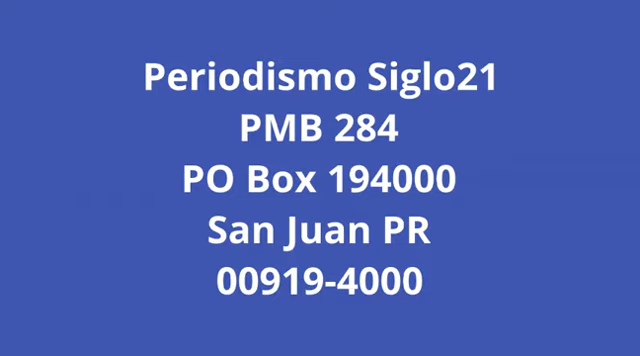 Periodismo Siglo21
PMB 284
PO Box 194000
San Juan PR
00919-4000